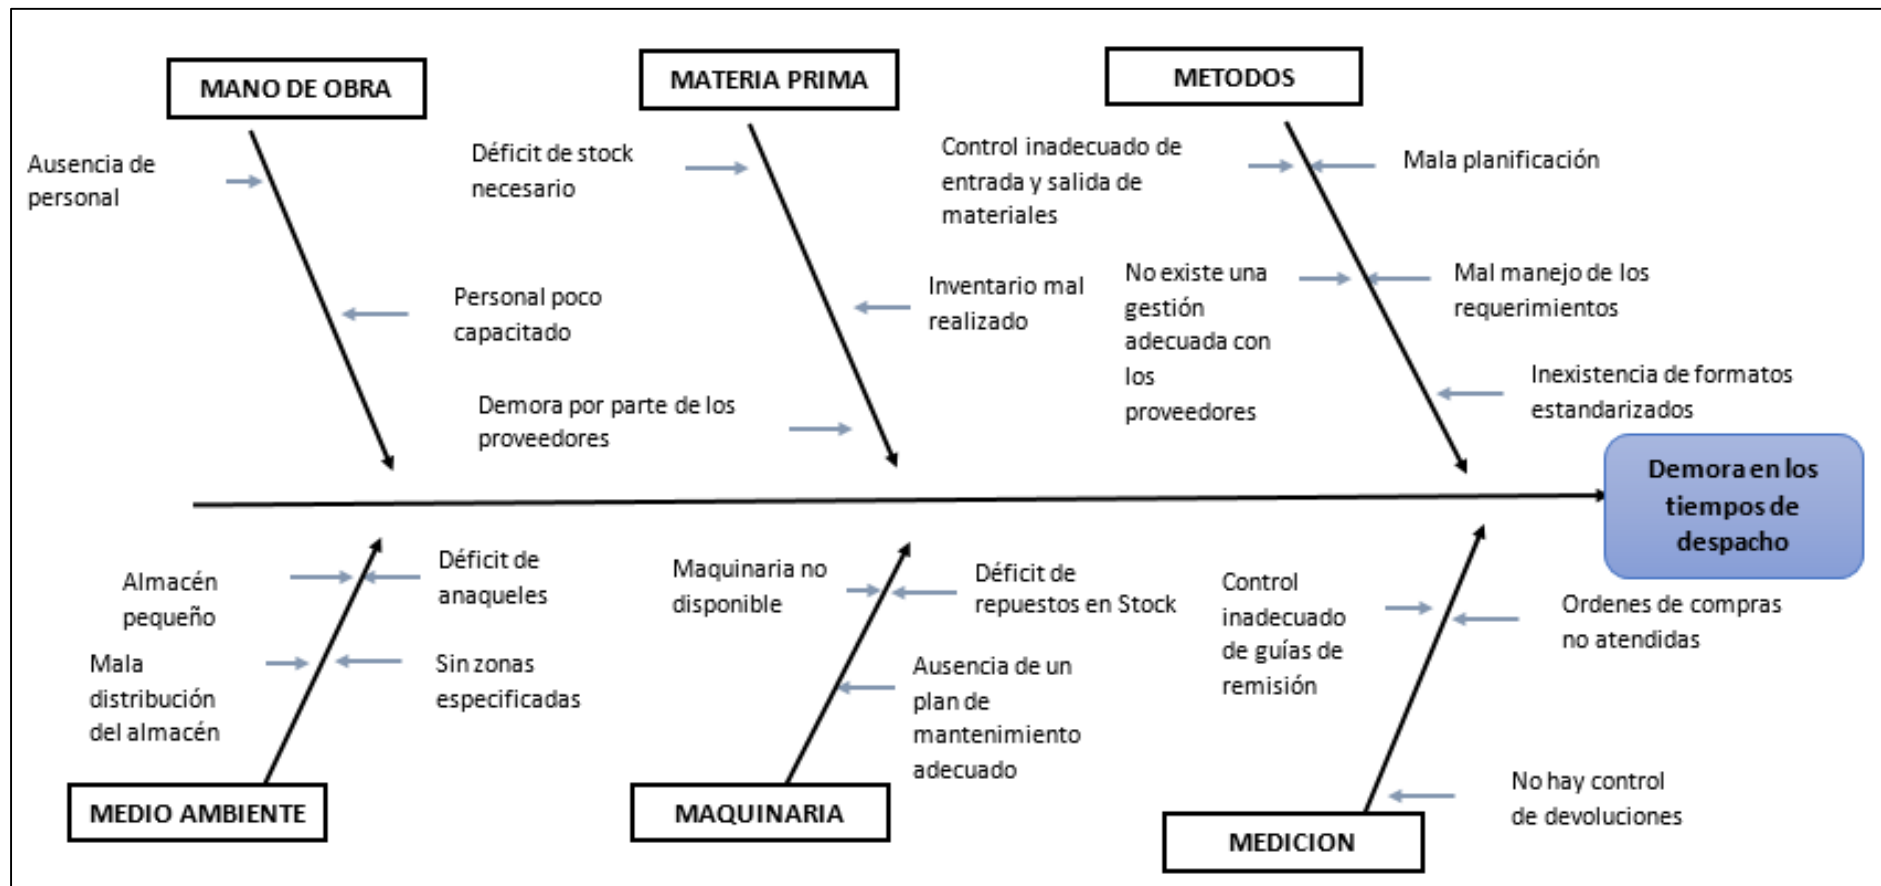 MANO DE OBRA
MATERIA PRIMA
METODOS
Ausencia de
personal
Personal poco
capacitado
Déficit de stock
necesario
Inventario mal
realizado
Demora por parte de los
proveedores
Control inadecuado de
entrada y salida de
materiales
Mala planificación
No existe una
gestión
adecuada con
los
proveedores
Mal manejo de los
requerimientos
Inexistencia de formatos
estandarizados
Demora en los
tiempos de
despacho
Almacén
pequeño
Déficit de
anaqueles
Mala
distribución
del almacén
Sin zonas
especificadas
Maquinaria no
disponible
Déficit de
repuestos en Stock
Ausencia de un
plan de
mantenimiento
adecuado
Control
inadecuado
de guías de
remisión
Ordenes de compras
no atendidas
No hay control
de devoluciones
MEDIO AMBIENTE
MAQUINARIA
MEDICION